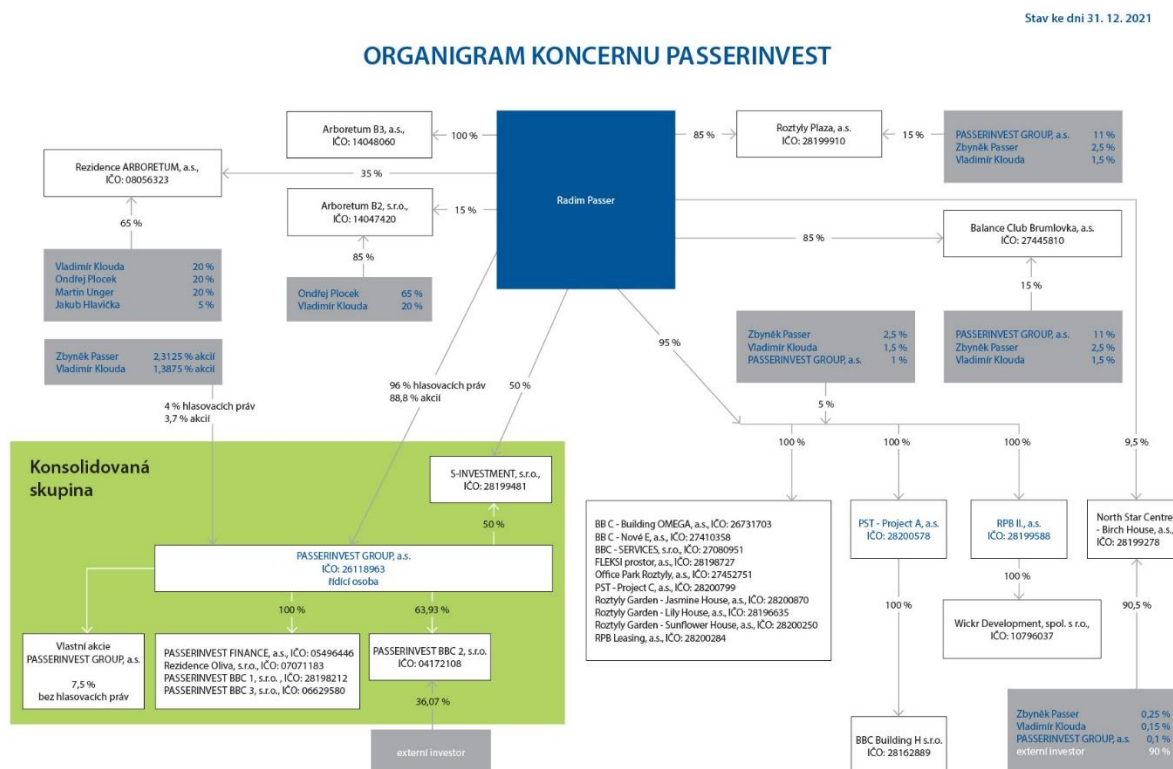 Stav ke dni 31. 12. 2021
ORGANIGRAM KONCERNU PASSERINVEST
Arboretum B3, a.s.,
IČO: 14048060
100 %
Radim Passer
85 %
Roztyly Plaza, a.s.
IČO: 28199910
15 %
PASSERINVEST GROUP, a.s. 11 %
Zbyněk Passer 2,5 %
Vladimír Klouda 1,5 %
Rezidence ARBORETUM, a.s.,
IČO: 08056323
35 %
Arboretum B2, s.r.o.,
IČO: 14047420
15 %
65 %
85 %
Vladimír Klouda 20 %
Ondřej Plocek 20 %
Martin Unger 20 %
Jakub Hlavička 5 %
Ondřej Plocek 65 %
Vladimír Klouda 20 %
85 %
Balance Club Brumlovka, a.s.
IČO: 27445810
15 %
PASSERINVEST GROUP, a.s. 11 %
Zbyněk Passer 2,5 %
Vladimír Klouda 1,5 %
Zbyněk Passer 2,3125 % akcií
Vladimír Klouda 1,3875 % akcií
4 % hlasovacích práv
3,7 % akcií
96 % hlasovacích práv
88,8 % akcií
50 %
95 %
Zbyněk Passer 2,5 %
Vladimír Klouda 1,5 %
PASSERINVEST GROUP, a.s. 1 %
5 %
100 %
100 %
100 %
9,5 %
Konsolidovaná
skupina
S-INVESTMENT, s.r.o.,
IČO: 28199481
50 %
PASSERINVEST GROUP, a.s.
IČO: 26118963
řídící osoba
100 %
63,93 %
Vlastní akcie
PASSERINVEST GROUP, a.s.
7,5 %
bez hlasovacích práv
PASSERINVEST FINANCE, a.s., IČO: 05496446
Rezidence Oliva, s.r.o., IČO: 07071183
PASSERINVEST BBC 1, s.r.o. , IČO: 28198212
PASSERINVEST BBC 3, s.r.o., IČO: 06629580
PASSERINVEST BBC 2, s.r.o.
IČO: 04172108
36,07 %
externí investor
BB C - Building OMEGA, a.s., IČO: 26731703
BB C - Nové E, a.s., IČO: 27410358
BBC - SERVICES, s.r.o., IČO: 27080951
FLEKSI prostor, a.s., IČO: 28198727
Office Park Roztyly, a.s., IČO: 27452751
PST - Project C, a.s., IČO: 28200799
Roztyly Garden - Jasmine House, a.s., IČO: 28200870
Roztyly Garden - Lily House, a.s., IČO: 28196635
Roztyly Garden - Sunflower House, a.s., IČO: 28200250
RPB Leasing, a.s., IČO: 28200284
PST - Project A, a.s.
IČO: 28200578
100 %
BBC Building H s.r.o.
IČO: 28162889
RPB II., a.s.
IČO: 28199588
100 %
Wickr Development, spol. s r.o.,
IČO: 10796037
North Star Centre
- Birch House, a.s.,
IČO: 28199278
90,5 %
Zbyněk Passer 0,25 %
Vladimír Klouda 0,15 %
PASSERINVEST GROUP, a.s. 0,1 %
externí investor 90 %